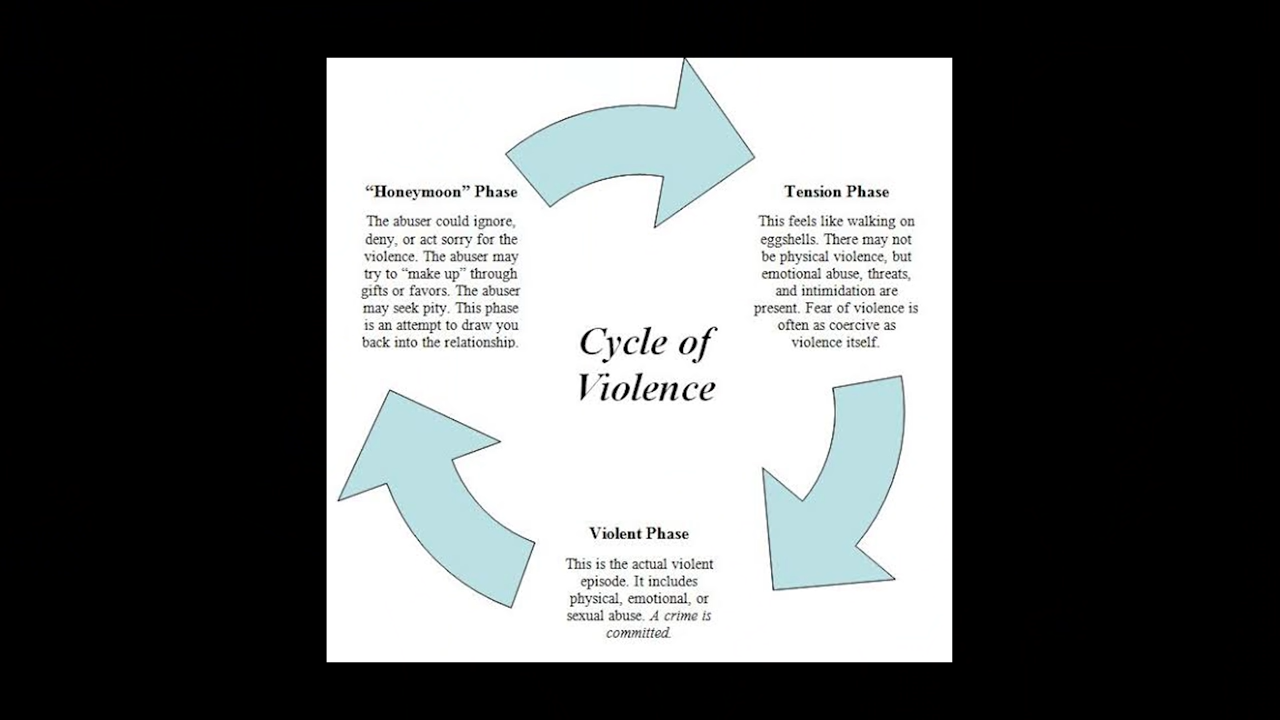 “Honeymoon” Phase
The abuser could ignore,
deny, or act sorry for the
violence. The abuser may
try to “make up” through
gifts or favors. The abuser
may seek pity. This phase
is an attempt to draw you
back into the relationship.
Tension Phase
This feels like walking on
eggshells. There may not
be physical violence, but
emotional abuse, threats,
and intimidation are
present. Fear of violence is
often as coercive as
violence itself.
Cycle of
Violence
Violent Phase
This is the actual violent
episode. It includes
physical, emotional, or
sexual abuse. A crime is
committed.